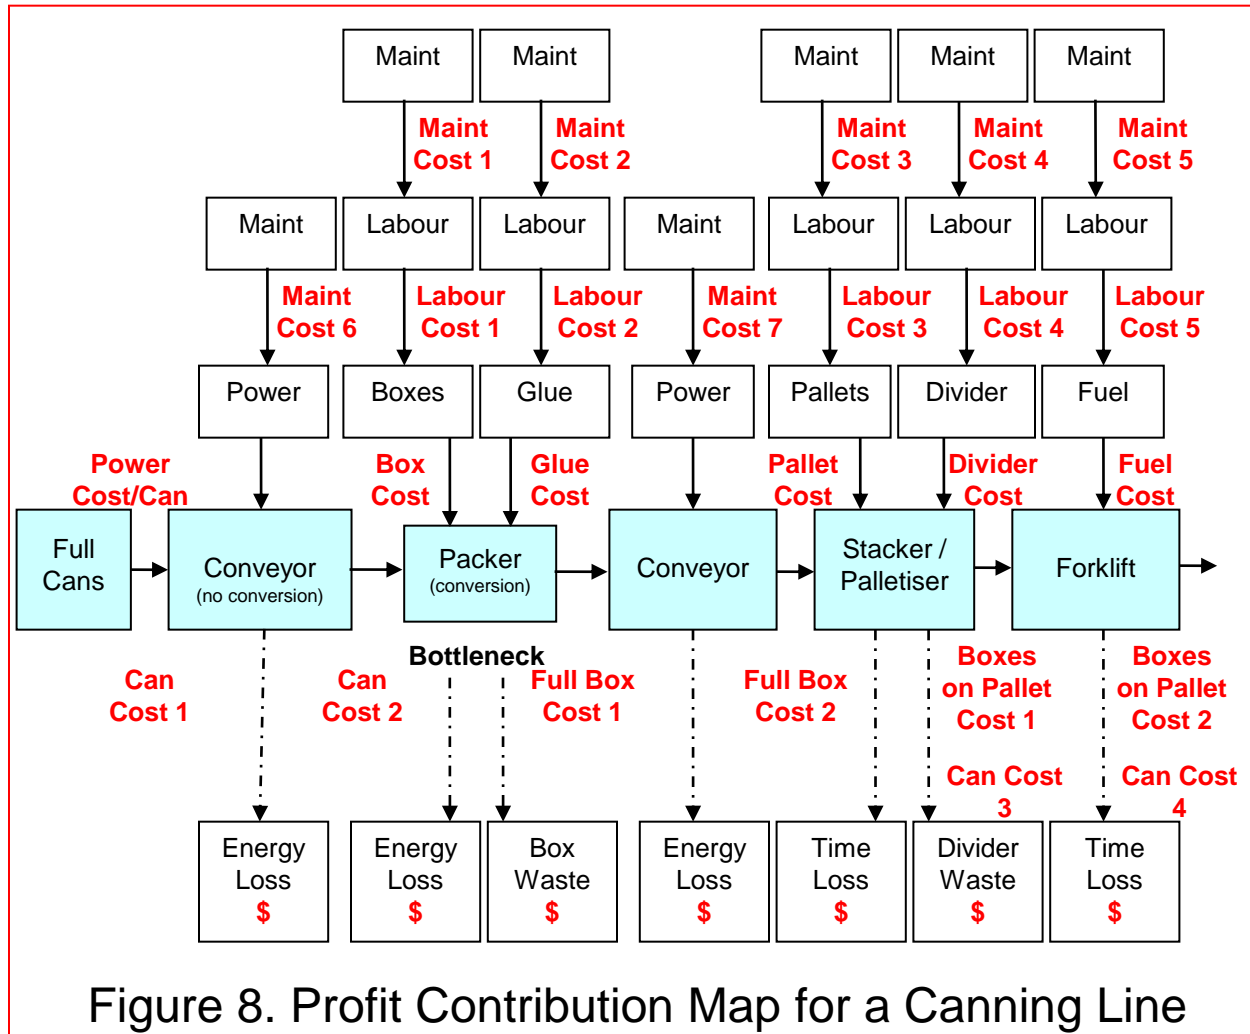 Maint
Maint
Maint
Maint
Maint
Maint
Cost 1
Maint
Cost 2
Maint
Cost 3
Maint
Cost 4
Maint
Cost 5
Maint
Labour
Labour
Maint
Labour
Labour
Labour
Maint
Cost 6
Labour
Cost 1
Labour
Cost 2
Maint
Cost 7
Labour
Cost 3
Labour
Cost 4
Labour
Cost 5
Power
Boxes
Glue
Power
Pallets
Divider
Fuel
Power
Cost/Can
Box
Cost
Glue
Cost
Pallet
Cost
Divider
Cost
Fuel
Cost
Full
Cans
Conveyor
(no conversion)
Packer
(conversion)
Conveyor
Stacker /
Palletiser
Forklift
Bottleneck
Can
Cost 1
Can
Cost 2
Full Box
Cost 1
Full Box
Cost 2
Boxes
on Pallet
Cost 1
Boxes
on Pallet
Cost 2
Can Cost
3
Can Cost
4
Energy
Loss
$
Energy
Loss
$
Box
Waste
$
Energy
Loss
$
Time
Loss
$
Divider
Waste
$
Time
Loss
$
Figure 8. Profit Contribution Map for a Canning Line